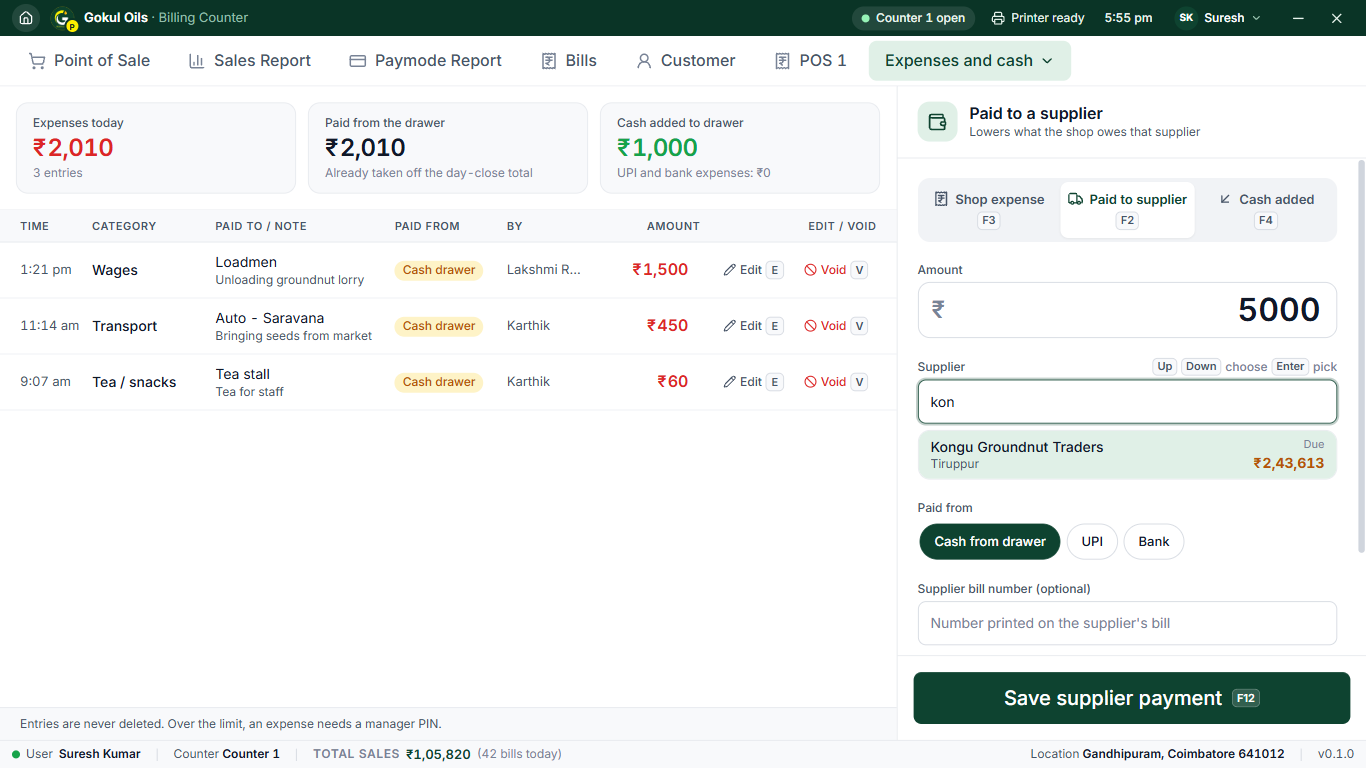 Gokul Oils · Billing Counter
Counter 1 open
Printer ready
5:55 pm
SK Suresh
P
Point of Sale
Sales Report
Paymode Report
Bills
Customer
POS 1
Expenses and cash
Expenses today
₹2,010
3 entries
Paid from the drawer
₹2,010
Already taken off the day-close total
Cash added to drawer
₹1,000
UPI and bank expenses: ₹0
TIME CATEGORY PAID TO / NOTE PAID FROM BY AMOUNT EDIT / VOID
1:21 pm Wages Loadmen Cash drawer Lakshmi R... ₹1,500 Edit E Void V
Unloading groundnut lorry
11:14 am Transport Auto - Saravana Cash drawer Karthik ₹450 Edit E Void V
Bringing seeds from market
9:07 am Tea / snacks Tea stall Cash drawer Karthik ₹60 Edit E Void V
Tea for staff
Entries are never deleted. Over the limit, an expense needs a manager PIN.
Paid to a supplier
Lowers what the shop owes that supplier
Shop expense F3
Paid to supplier F2
Cash added F4
Amount
₹ 5000
Supplier Up Down choose Enter pick
kon
Kongu Groundnut Traders Due
Tiruppur ₹2,43,613
Paid from
Cash from drawer UPI Bank
Supplier bill number (optional)
Number printed on the supplier's bill
Save supplier payment F12
User Suresh Kumar Counter Counter 1 TOTAL SALES ₹1,05,820 (42 bills today) Location Gandhipuram, Coimbatore 641012 v0.1.0